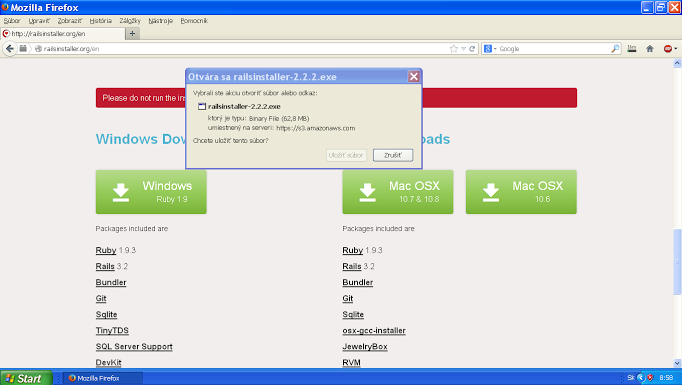 Mozilla Firefox
Súbor Upraviť Zobraziť História Záložky Nástroje Pomocník
http://railsinstaller.org/en
railsinstaller.org/en
Google
Otvára sa railsinstaller-2.2.2.exe
Vybrali ste akciu otvoriť súbor alebo odkaz:
railsinstaller-2.2.2.exe
ktorý je typu: Binary File (62,8 MB)
umiestnený na serveri: https://s3.amazonaws.com
Chcete uložiť tento súbor?
Uložiť súbor Zrušiť
Please do not run the ins
Windows Dow
oads
Windows
Ruby 1.9
Mac OSX
10.7 & 10.8
Mac OSX
10.6
Packages included are
Ruby 1.9.3
Rails 3.2
Bundler
Git
Sqlite
TinyTDS
SQL Server Support
DevKit
Packages included are
Ruby 1.9.3
Rails 3.2
Bundler
Git
Sqlite
osx-gcc-installer
JewelryBox
RVM
Start
Mozilla Firefox
SK
8:58